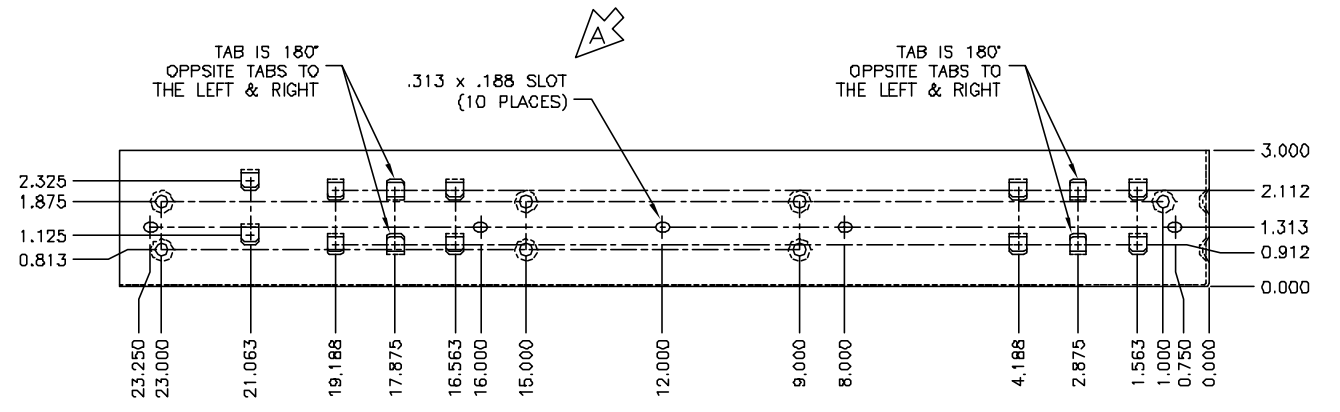 A
TAB IS 180°
OPPSITE TABS TO
THE LEFT & RIGHT
.313 x .188 SLOT
(10 PLACES)
TAB IS 180°
OPPSITE TABS TO
THE LEFT & RIGHT
2.325
1.875
1.125
0.813
3.000
2.112
1.313
0.912
0.000
23.250
23.000
21.063
19.188
17.875
16.563
16.000
15.000
12.000
9.000
8.000
4.188
2.875
1.563
1.000
0.750
0.000